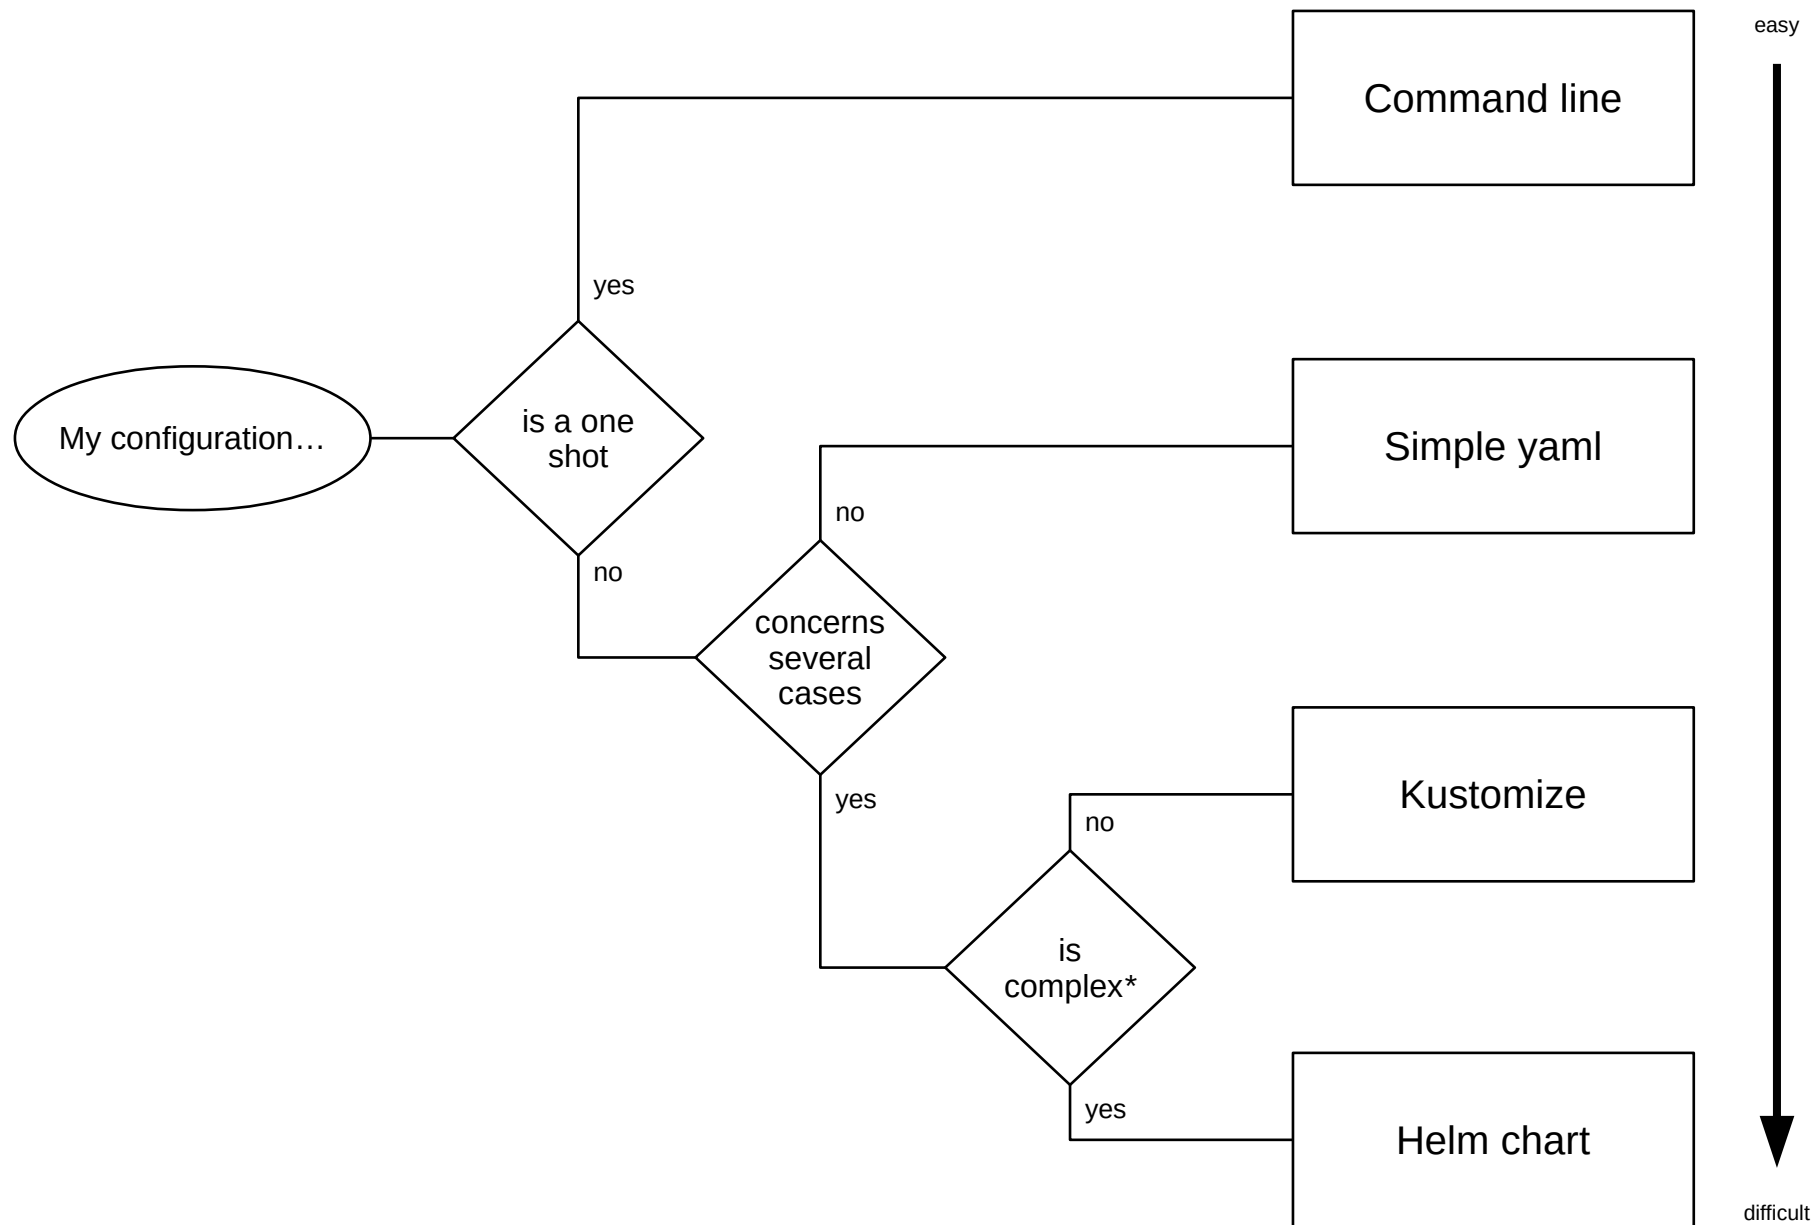 easy
Command line
yes
My configuration…
is a one
shot
Simple yaml
no
no
concerns
several
cases
yes
Kustomize
no
is
complex*
yes
Helm chart
difficult